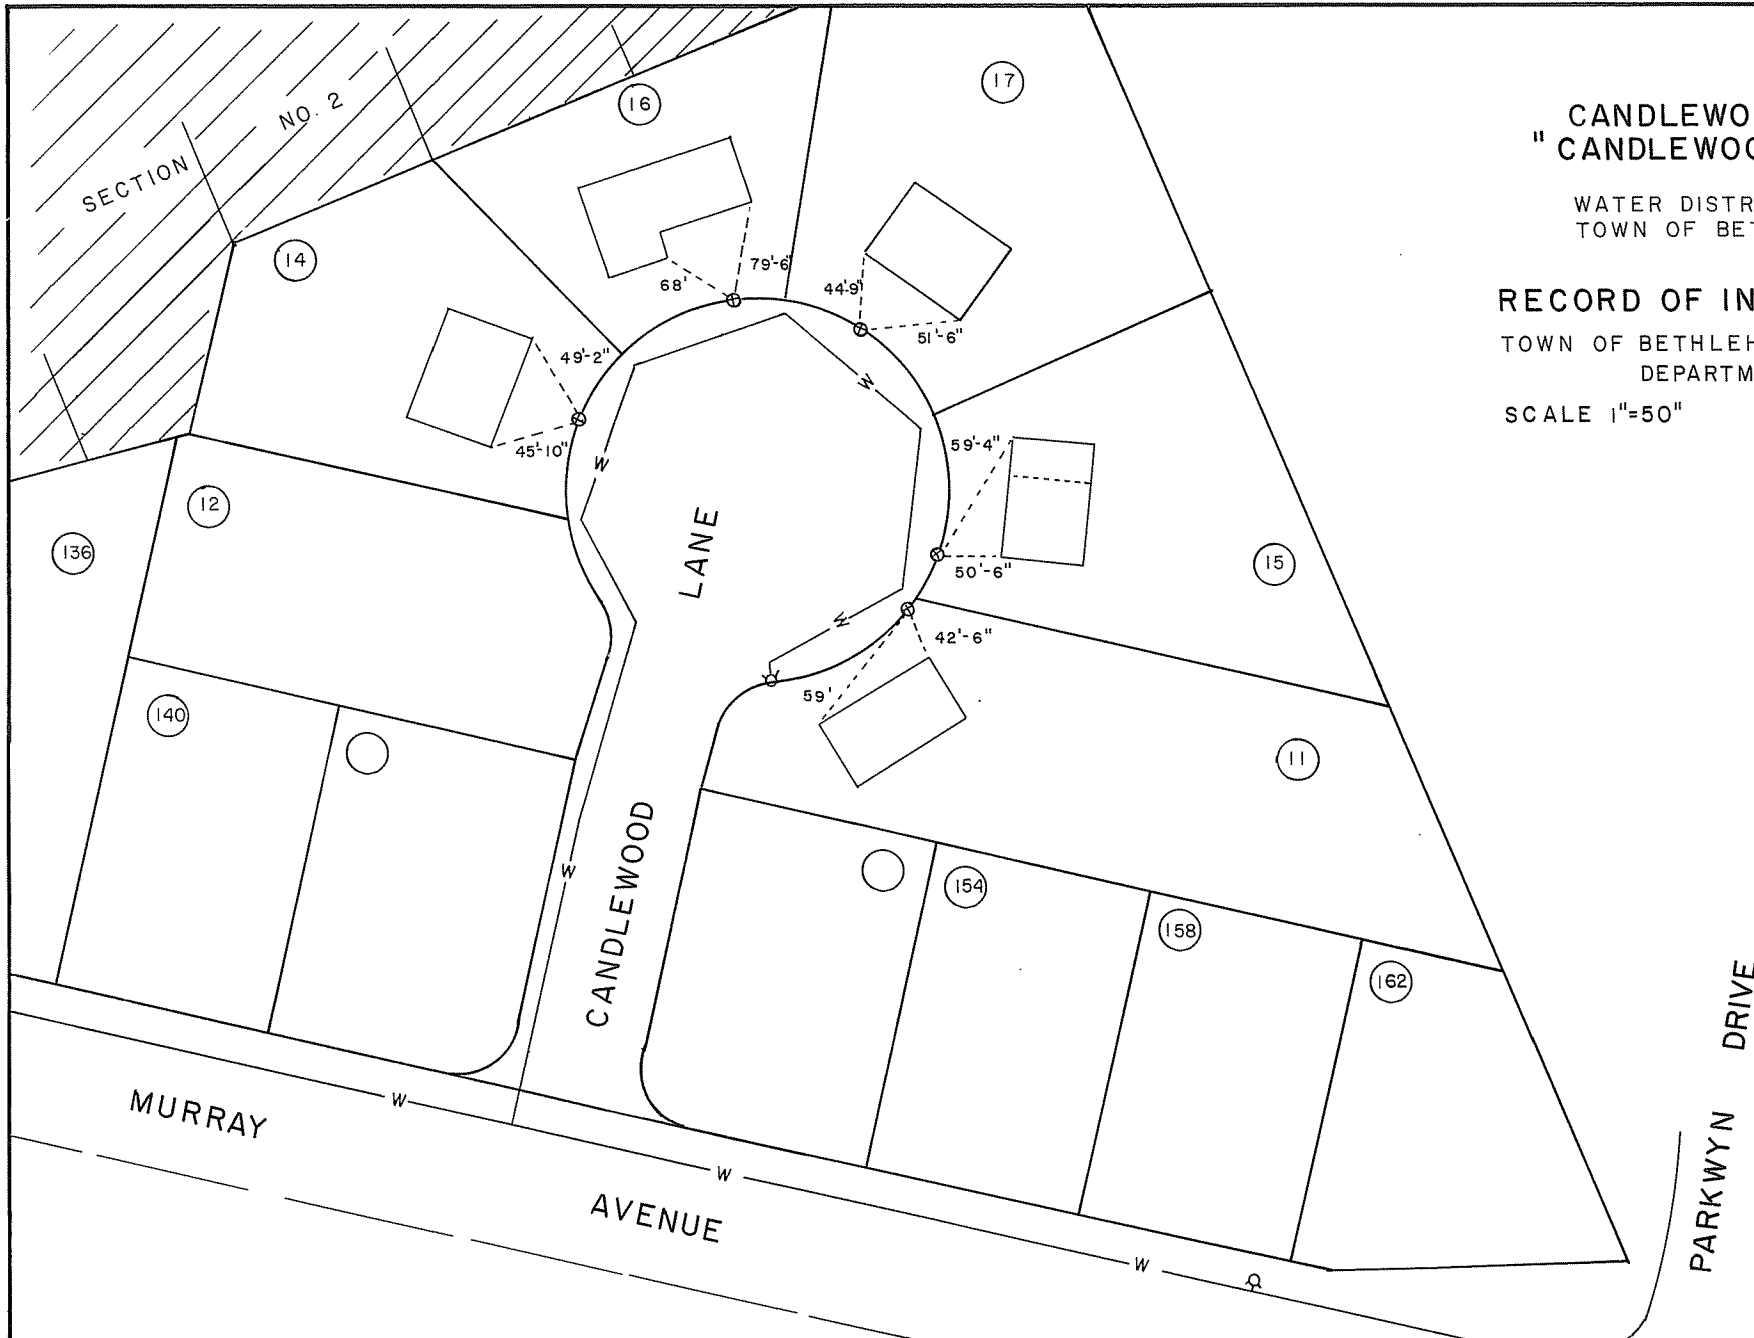 CANDLEWO
" CANDLEWOO
WATER DISTR
TOWN OF BET
RECORD OF IN
TOWN OF BETHLEH
DEPARTM
SCALE 1"=50"
SECTION NO. 2
16
17
14
79'-6"
68'
44'-9"
51'-6"
49'-2"
45'-10"
W
W
59'-4"
12
136
LANE
50'-6"
15
W
42'-6"
59'
140
11
CANDLEWOOD
W
154
158
162
MURRAY AVENUE
W
W
W
PARKWYN DRIVE